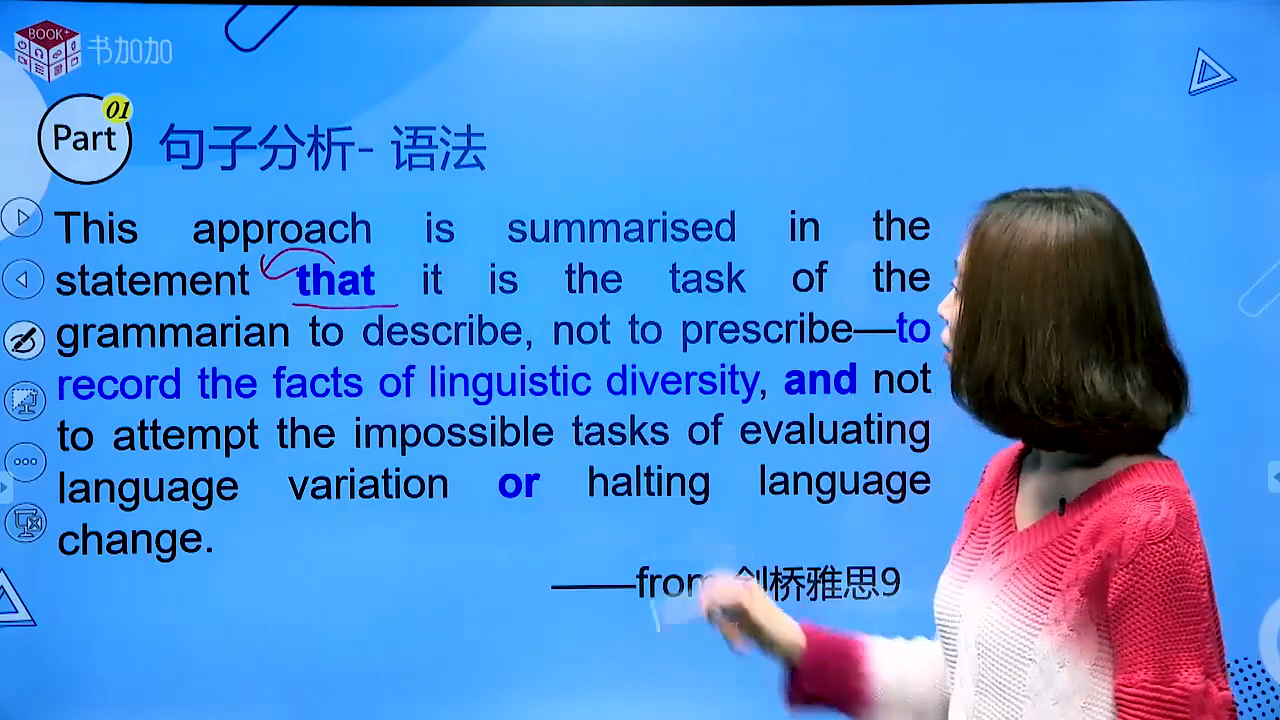 BOOK+
书加加
01
Part
句子分析- 语法
This approach is summarised in the
statement that it is the task of the
grammarian to describe, not to prescribe—to
record the facts of linguistic diversity, and not
to attempt the impossible tasks of evaluating
language variation or halting language
change.
——from 剑桥雅思9